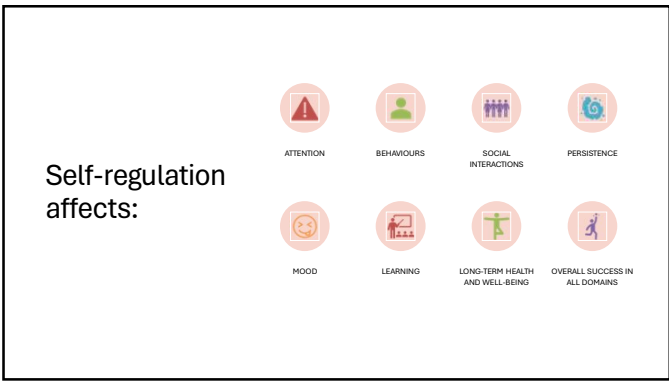 Self-regulation
affects:
ATTENTION
BEHAVIOURS
SOCIAL
INTERACTIONS
PERSISTENCE
MOOD
LEARNING
LONG-TERM HEALTH
AND WELL-BEING
OVERALL SUCCESS IN
ALL DOMAINS